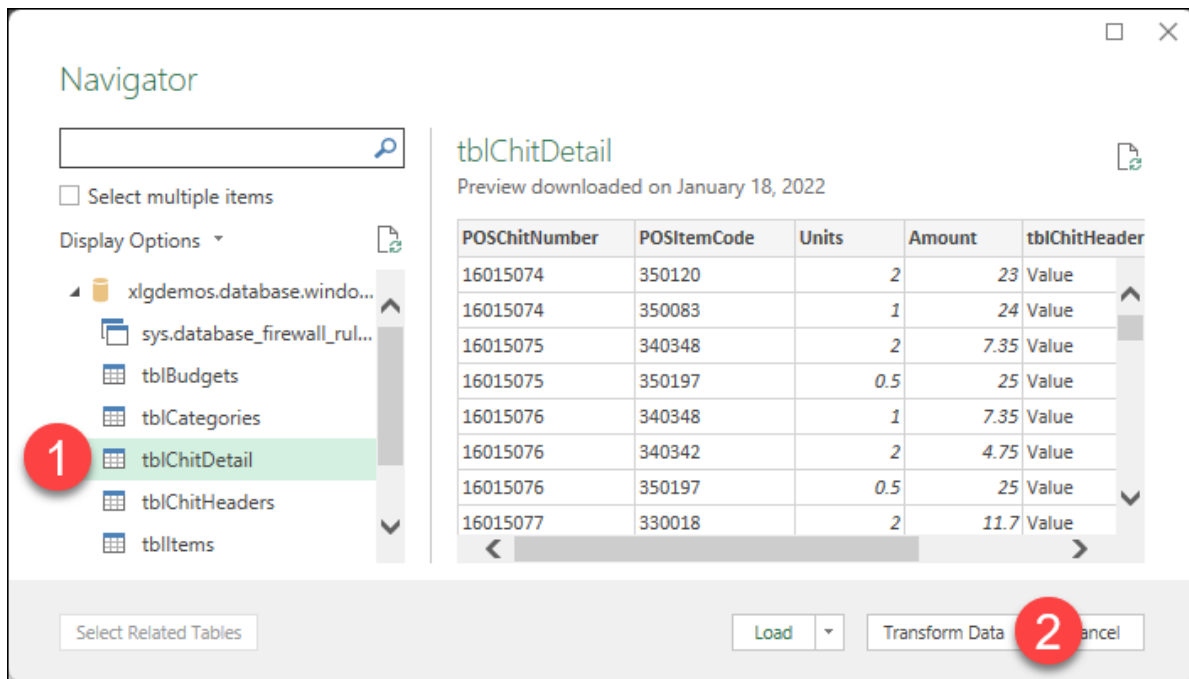 Navigator
Select multiple items
Display Options
xlgdemos.database.windo...
sys.database_firewall_rul...
tblBudgets
tblCategories
1
tblChitDetail
tblChitHeaders
tblItems
tblChitDetail
Preview downloaded on January 18, 2022
POSChitNumber POSItemCode Units Amount tblChitHeader
16015074 350120 2 23 Value
16015074 350083 1 24 Value
16015075 340348 2 7.35 Value
16015075 350197 0.5 25 Value
16015076 340348 1 7.35 Value
16015076 340342 2 4.75 Value
16015076 350197 0.5 25 Value
16015077 330018 2 11.7 Value
Select Related Tables Load Transform Data 2 ancel